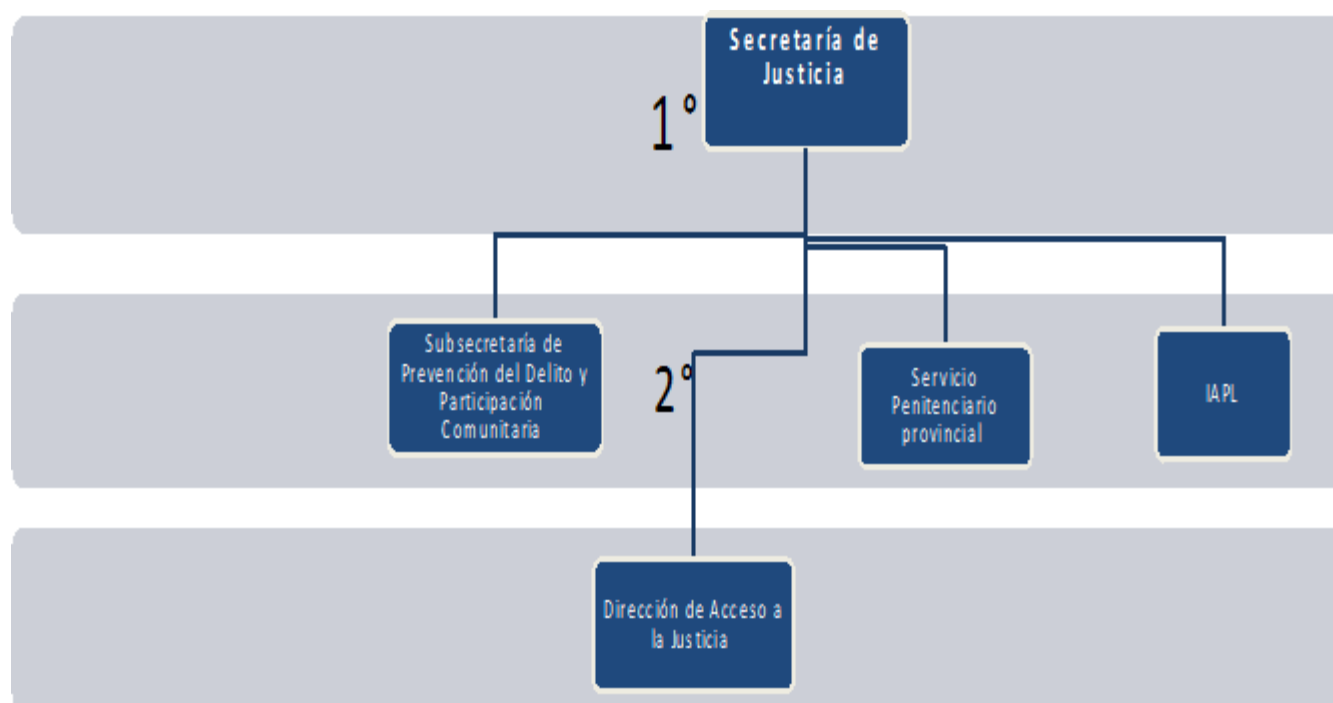 Secretaría de
Justicia
1°
Subsecretaría de
Prevención del Delito y
Participación
Comunitaria
2°
Servicio
Penitenciario
provincial
IAPL
Dirección de Acceso a
la Justicia